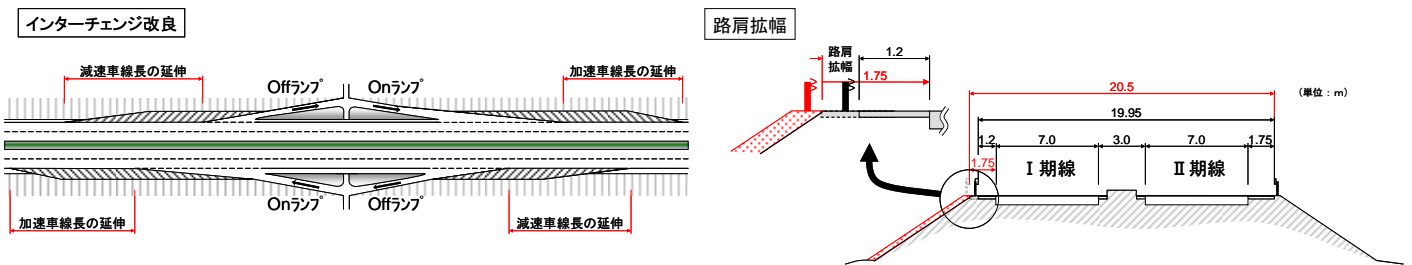 インターチェンジ改良
減速車線長の延伸
Offランプ
Onランプ
加速車線長の延伸
Onランプ
Offランプ
加速車線長の延伸
減速車線長の延伸
路肩拡幅
路肩
拡幅
1.2
1.75
20.5
(単位:m)
19.95
1.2
7.0
3.0
7.0
1.75
1.75
Ⅰ期線
Ⅱ期線